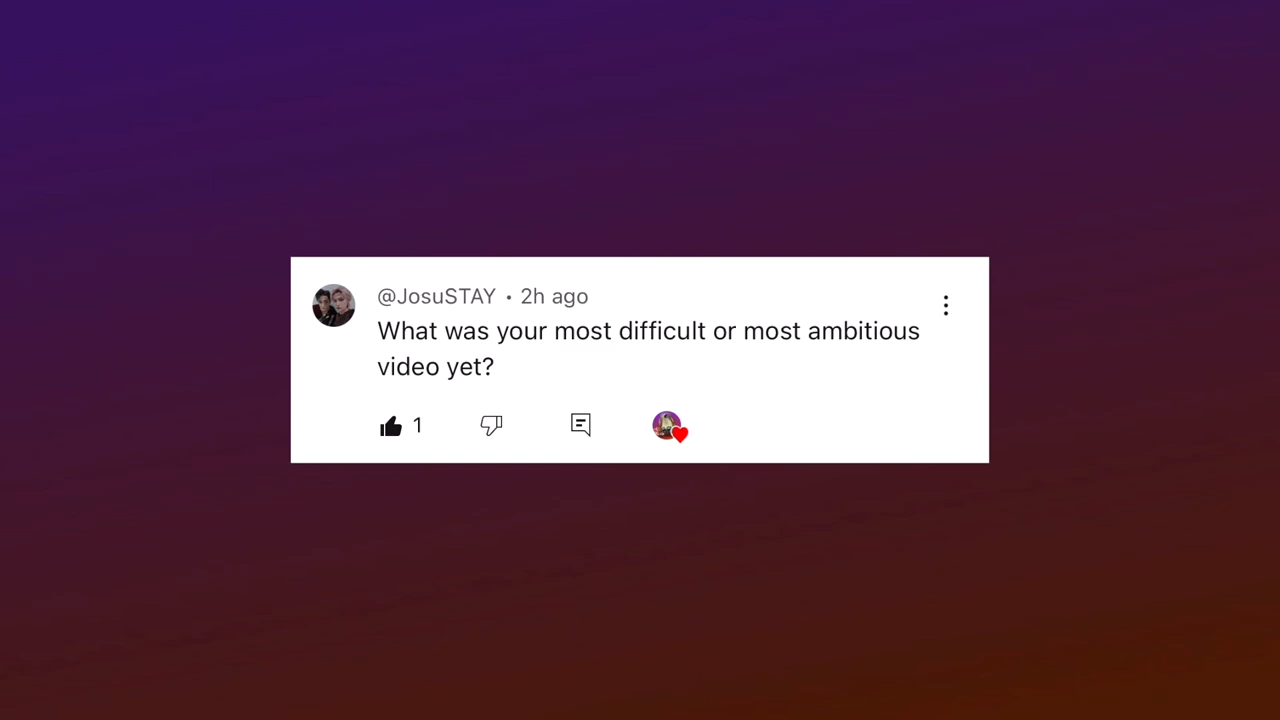 @JosuSTAY • 2h ago
What was your most difficult or most ambitious
video yet?
1